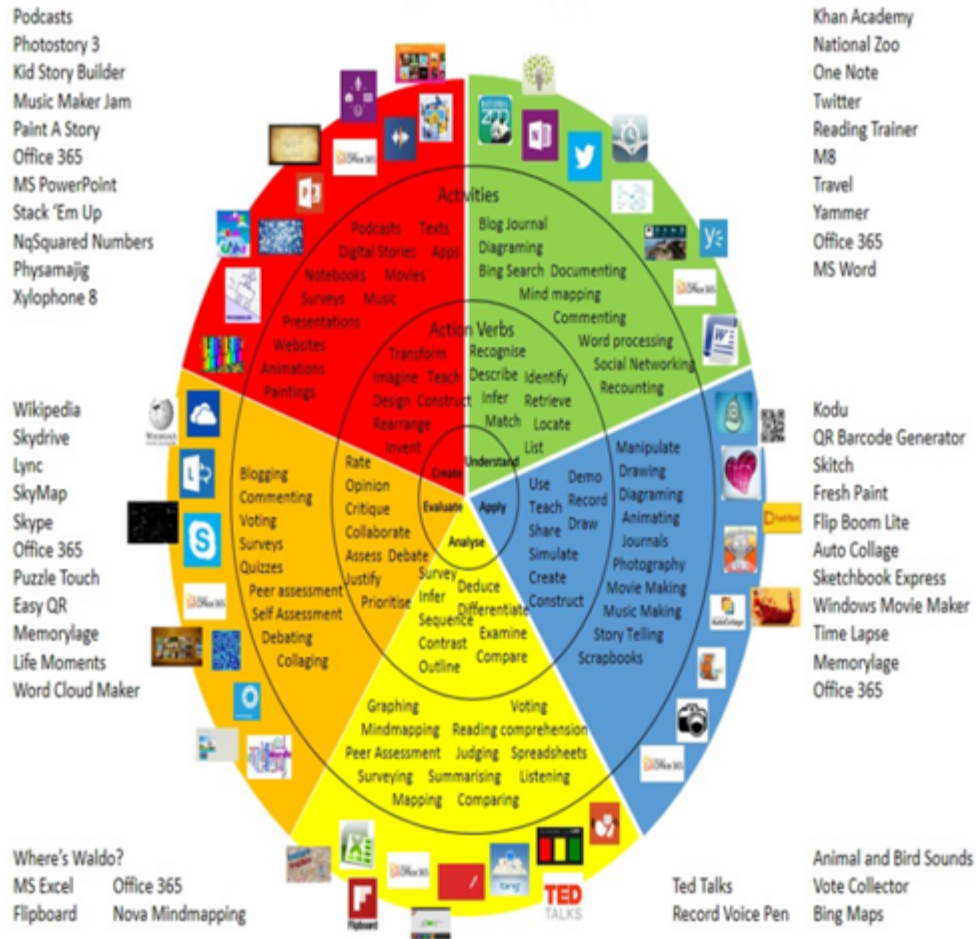 Podcasts
Photostory 3
Kid Story Builder
Music Maker Jam
Paint A Story
Office 365
MS PowerPoint
Stack 'Em Up
NqSquared Numbers
Physamajig
Xylophone 8
Khan Academy
National Zoo
One Note
Twitter
Reading Trainer
M8
Travel
Yammer
Office 365
MS Word
Activities
Podcasts Texts
Digital Stories Apps
Notebooks Movies
Surveys Music
Presentations
Websites
Animations
Paintings
Blog Journal
Diagraming
Bing Search Documenting
Mind mapping
Commenting
Word processing
Social Networking
Recounting
Action Verbs
Transform
Imagine Teach
Design Construct
Rearrange
Invent
Create
Recognise
Describe Identify
Infer Retrieve
Match Locate
List
Understand
Wikipedia
Skydrive
Lync
SkyMap
Skype
Office 365
Puzzle Touch
Easy QR
Memorylage
Life Moments
Word Cloud Maker
Blogging
Commenting
Voting
Surveys
Quizzes
Peer assessment
Self Assessment
Debating
Collaging
Rate
Opinion
Critique
Collaborate
Assess Debate
Justify
Prioritise
Evaluate
Apply
Analyse
Use Demo
Teach Record
Share Draw
Simulate
Create
Construct
Manipulate
Drawing
Diagraming
Animating
Journals
Photography
Movie Making
Music Making
Story Telling
Scrapbooks
Kodu
QR Barcode Generator
Skitch
Fresh Paint
Flip Boom Lite
Auto Collage
Sketchbook Express
Windows Movie Maker
Time Lapse
Memorylage
Office 365
Survey Deduce
Infer Differentiate
Sequence
Contrast Examine
Outline Compare
Graphing Voting
Mindmapping Reading comprehension
Peer Assessment Judging Spreadsheets
Surveying Summarising Listening
Mapping Comparing
Where's Waldo?
MS Excel Office 365
Flipboard Nova Mindmapping
Flipboard
bing
TED
TALKS
Ted Talks
Record Voice Pen
Animal and Bird Sounds
Vote Collector
Bing Maps